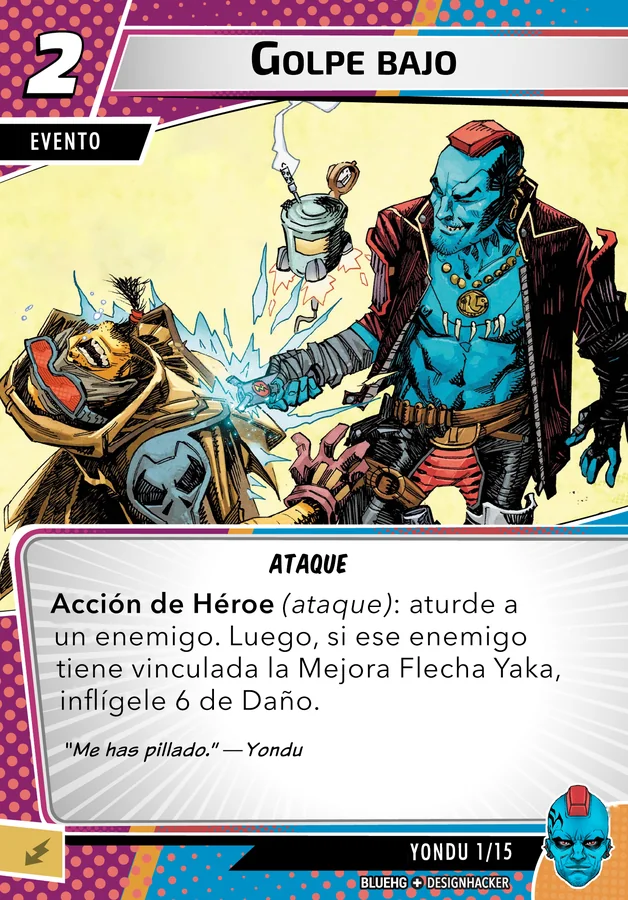 2
GOLPE BAJO
EVENTO
ATAQUE
Acción de Héroe (ataque): aturde a
un enemigo. Luego, si ese enemigo
tiene vinculada la Mejora Flecha Yaka,
inflígele 6 de Daño.
"Me has pillado." — Yondu
YONDU 1/15
BLUEHG + DESIGNHACKER